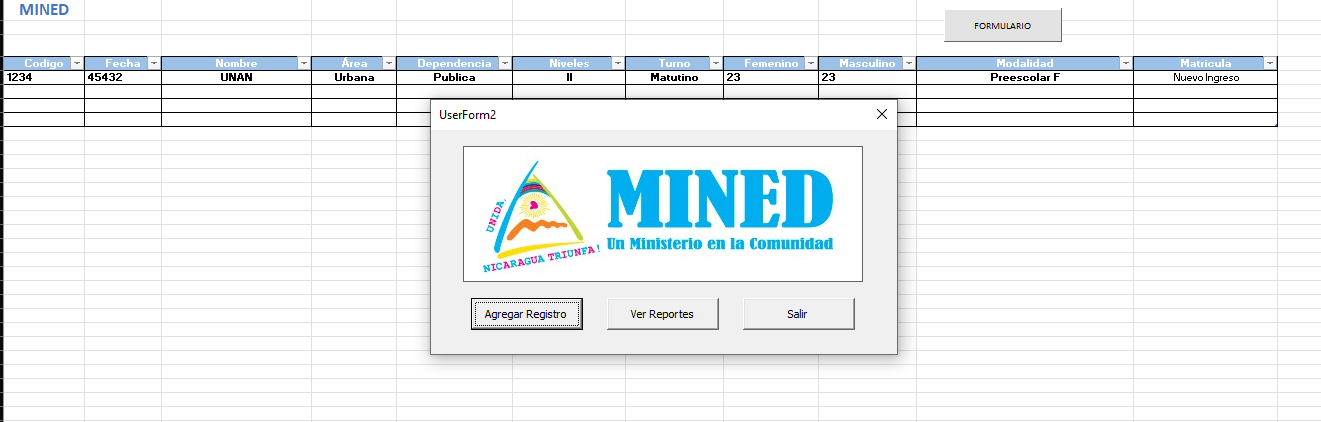 MINED
FORMULARIO
Codigo Fecha Nombre Área Dependencia Niveles Turno Femenino Masculino Modalidad Matricula
1234 45432 UNAN Urbana Publica II Matutino 23 23 Preescolar F Nuevo Ingreso
UserForm2
UNIDA,
NICARAGUA TRIUNFA!
MINED
Un Ministerio en la Comunidad
Agregar Registro Ver Reportes Salir